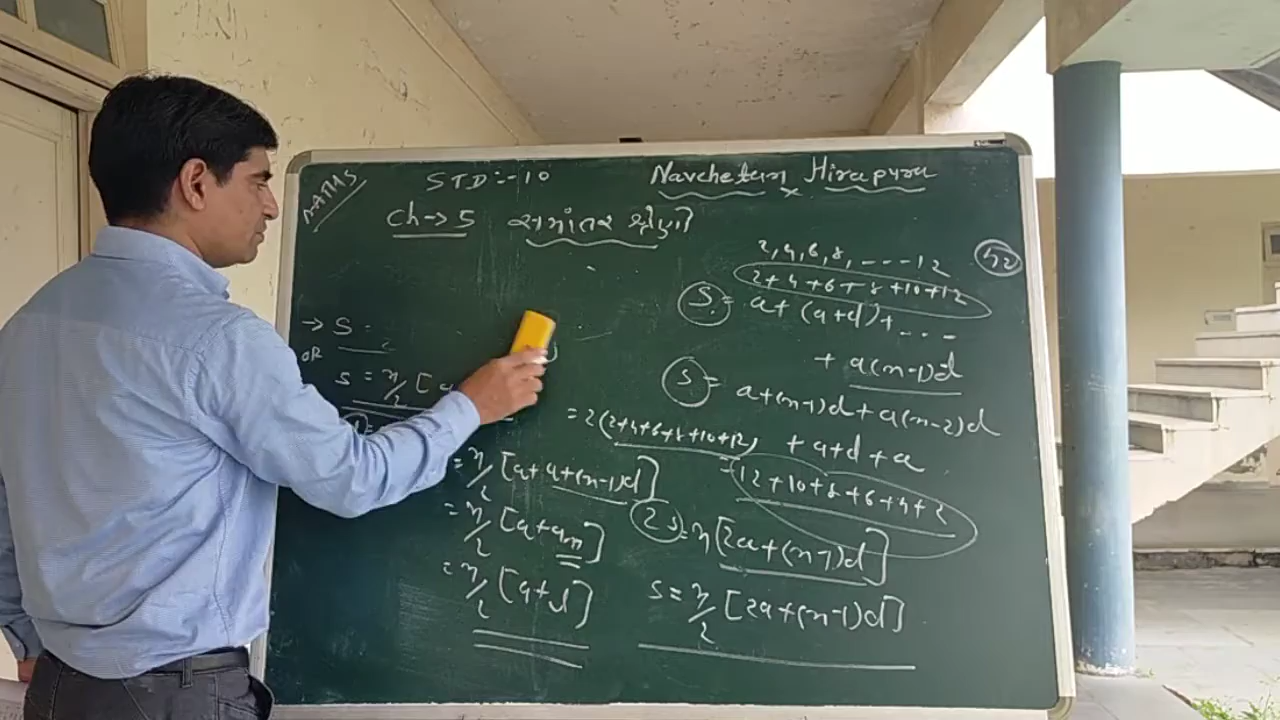 MATHS
STD:-10
Navchetan Hirapura
Ch→5 સમાંતર શ્રેણી
52
2, 4, 6, 8, ---- 12
2+4+6+8+10+12
S = a+(a+d)+ ---
+ a(n-1)d
S = a+(n-1)d+a(n-2)d
+ a+d+a
= 2(2+4+6+8+10+12)
= 12+10+8+6+4+2
2S = n[2a+(n-1)d]
S = n/2 [2a+(n-1)d]
→ S =
OR
S = n/2 [a
= n/2 [a+a+(n-1)d]
= n/2 [a+an]
= n/2 [a+l]